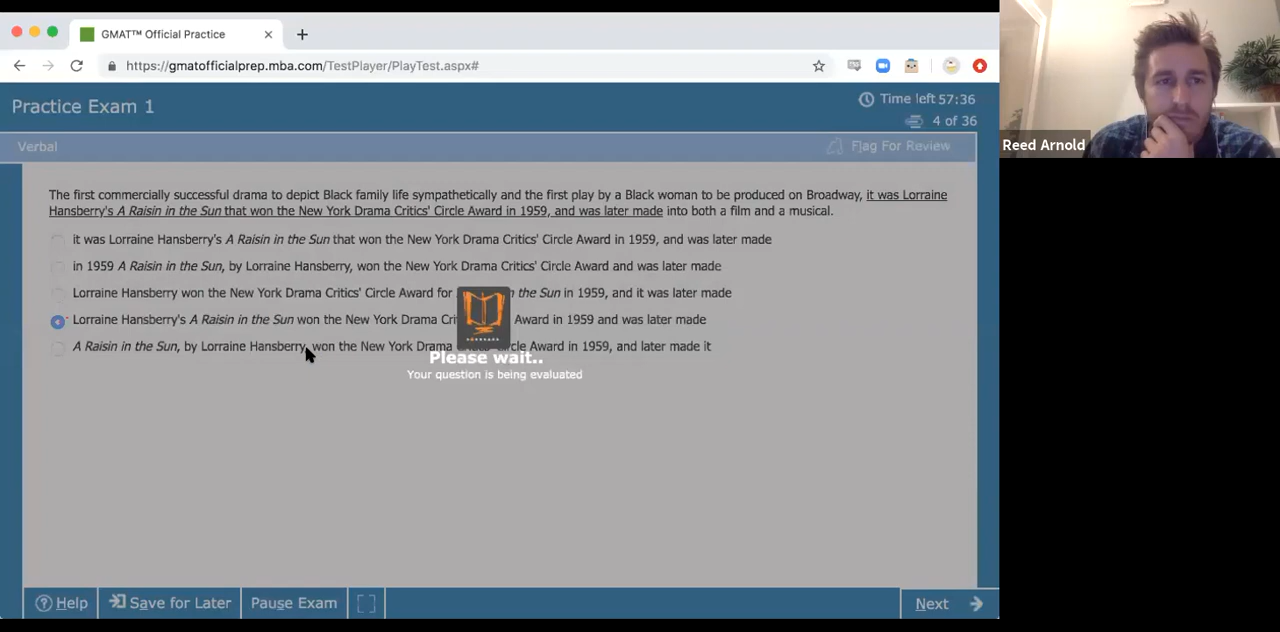 GMAT™ Official Practice
https://gmatofficialprep.mba.com/TestPlayer/PlayTest.aspx#
Practice Exam 1
Time left 57:36
4 of 36
Verbal
Flag For Review
Reed Arnold
The first commercially successful drama to depict Black family life sympathetically and the first play by a Black woman to be produced on Broadway, it was Lorraine
Hansberry's A Raisin in the Sun that won the New York Drama Critics' Circle Award in 1959, and was later made into both a film and a musical.
it was Lorraine Hansberry's A Raisin in the Sun that won the New York Drama Critics' Circle Award in 1959, and was later made
in 1959 A Raisin in the Sun, by Lorraine Hansberry, won the New York Drama Critics' Circle Award and was later made
Lorraine Hansberry won the New York Drama Critics' Circle Award for the Sun in 1959, and it was later made
Lorraine Hansberry's A Raisin in the Sun won the New York Drama Award in 1959 and was later made
A Raisin in the Sun, by Lorraine Hansberry, won the New York Drama Award in 1959, and later made it
Please wait..
Your question is being evaluated
Help
Save for Later
Pause Exam
Next